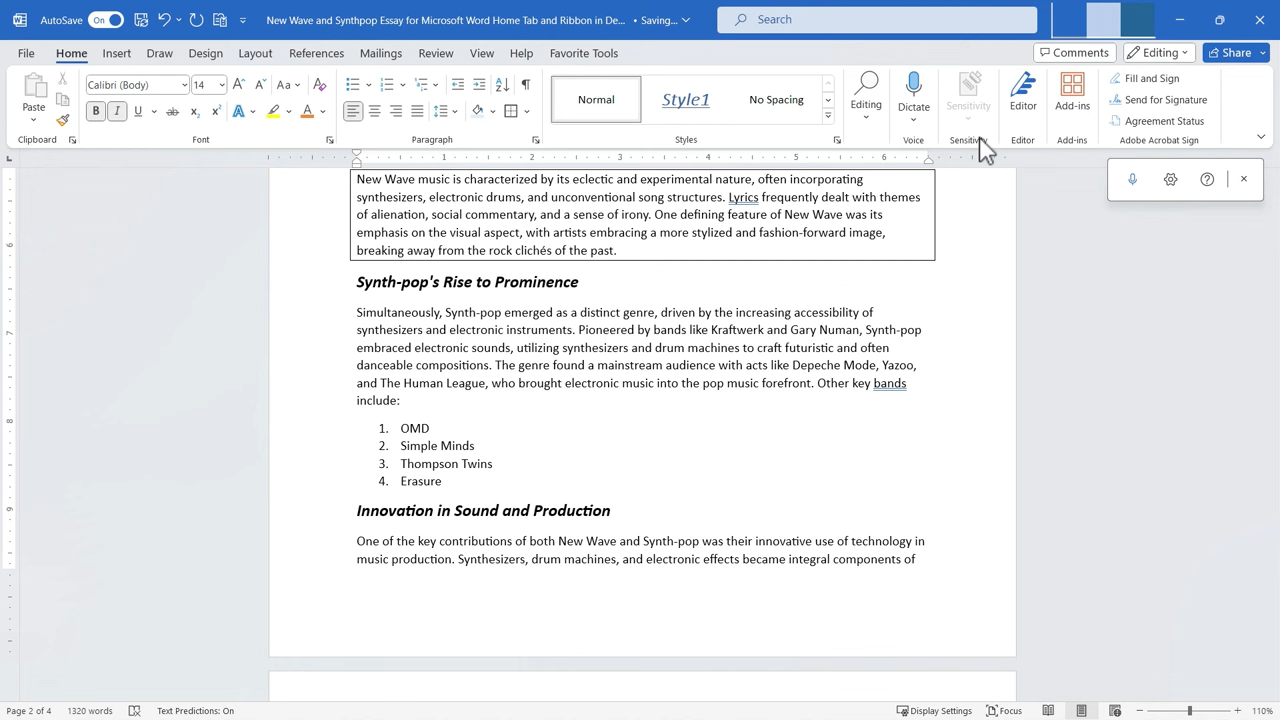 AutoSave On New Wave and Synthpop Essay for Microsoft Word Home Tab and Ribbon in De... • Saving... Search
File Home Insert Draw Design Layout References Mailings Review View Help Favorite Tools Comments Editing Share
Paste Calibri (Body) 14 Normal Style1 No Spacing Editing Dictate Sensitivity Editor Add-ins Fill and Sign
Send for Signature
Agreement Status
Clipboard Font Paragraph Styles Voice Sensitivity Editor Add-ins Adobe Acrobat Sign
1 2 3 4 5 6
New Wave music is characterized by its eclectic and experimental nature, often incorporating
synthesizers, electronic drums, and unconventional song structures. Lyrics frequently dealt with themes
of alienation, social commentary, and a sense of irony. One defining feature of New Wave was its
emphasis on the visual aspect, with artists embracing a more stylized and fashion-forward image,
breaking away from the rock clichés of the past.
Synth-pop's Rise to Prominence
Simultaneously, Synth-pop emerged as a distinct genre, driven by the increasing accessibility of
synthesizers and electronic instruments. Pioneered by bands like Kraftwerk and Gary Numan, Synth-pop
embraced electronic sounds, utilizing synthesizers and drum machines to craft futuristic and often
danceable compositions. The genre found a mainstream audience with acts like Depeche Mode, Yazoo,
and The Human League, who brought electronic music into the pop music forefront. Other key bands
include:
1. OMD
2. Simple Minds
3. Thompson Twins
4. Erasure
Innovation in Sound and Production
One of the key contributions of both New Wave and Synth-pop was their innovative use of technology in
music production. Synthesizers, drum machines, and electronic effects became integral components of
Page 2 of 4 1320 words Text Predictions: On Display Settings Focus 110%